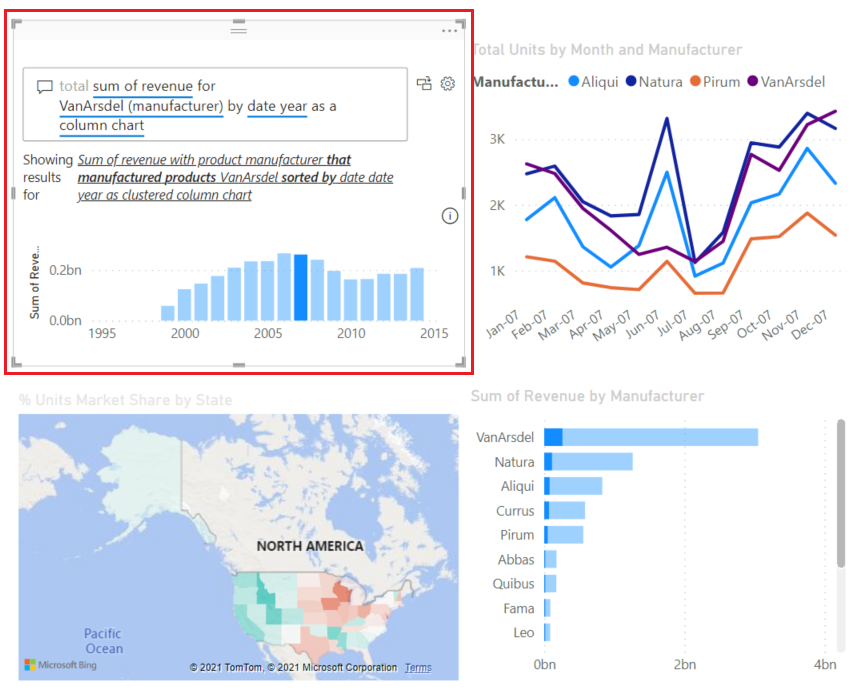 total sum of revenue for
VanArsdel (manufacturer) by date year as a
column chart
Showing results for
Sum of revenue with product manufacturer that
manufactured products VanArsdel sorted by date date
year as clustered column chart
Sum of Reve...
0.2bn
0.0bn
1995 2000 2005 2010 2015
Total Units by Month and Manufacturer
Manufactu... Aliqui Natura Pirum VanArsdel
3K
2K
1K
Jan-07 Feb-07 Mar-07 Apr-07 May-07 Jun-07 Jul-07 Aug-07 Sep-07 Oct-07 Nov-07 Dec-07
% Units Market Share by State
NORTH AMERICA
Pacific
Ocean
Microsoft Bing
© 2021 TomTom, © 2021 Microsoft Corporation Terms
Sum of Revenue by Manufacturer
VanArsdel
Natura
Aliqui
Currus
Pirum
Abbas
Quibus
Fama
Leo
0bn 2bn 4bn